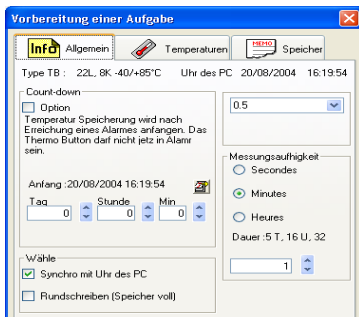 Vorbereitung einer Aufgabe
Info Allgemein Temperaturen MEMO Speicher
Type TB : 22L, 8K -40/+85°C Uhr des PC 20/08/2004 16:19:54
Count-down
Option
Temperatur Speicherung wird nach
Erreichung eines Alarmes anfangen. Das
Thermo Button darf nicht jetz in Alamr
sein.
Anfang :20/08/2004 16:19:54
Tag Stunde Min
0 0 0
Wähle
Synchro mit Uhr des PC
Rundschreiben (Speicher voll)
0.5
Messungsaufhigkeit
Secondes
Minutes
Heures
Dauer :5 T, 16 U, 32
1